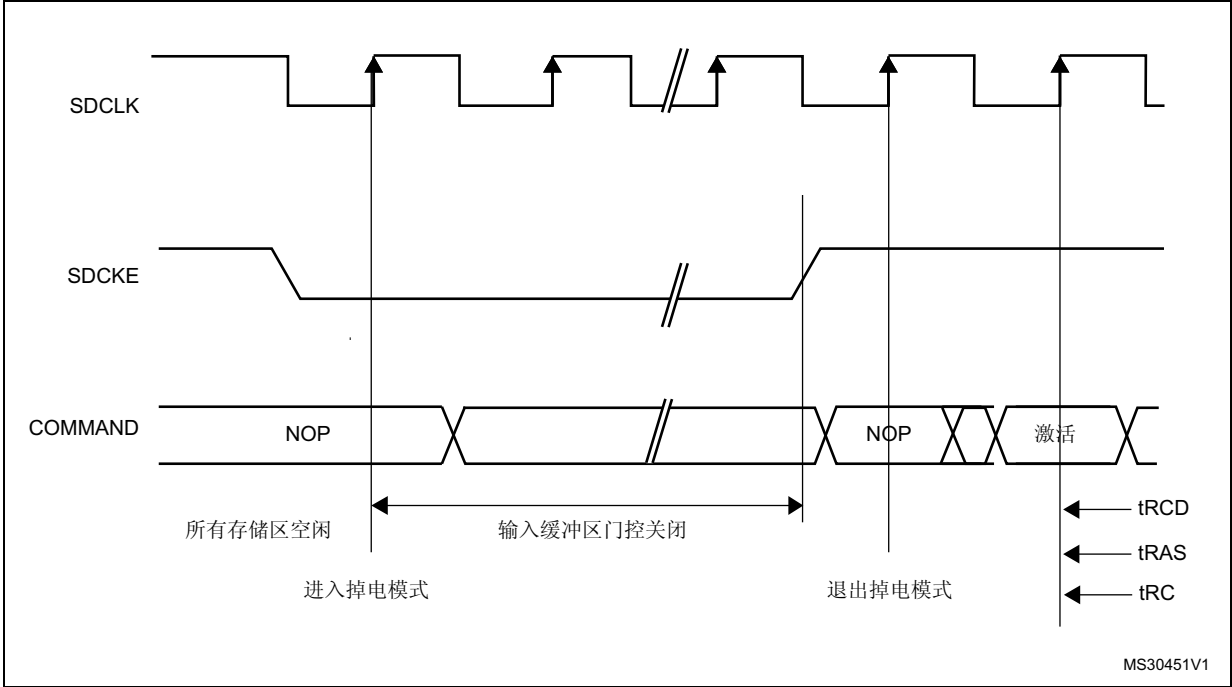 SDCLK
SDCKE
COMMAND
NOP
NOP
激活
所有存储区空闲
输入缓冲区门控关闭
tRCD
tRAS
进入掉电模式
退出掉电模式
tRC
MS30451V1